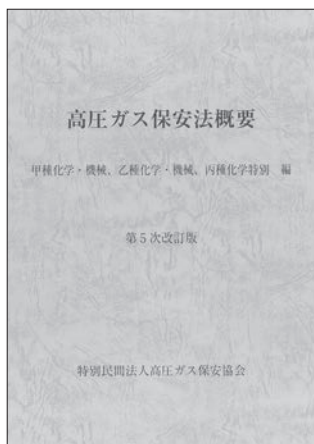 高圧ガス保安法概要
甲種化学・機械、乙種化学・機械、丙種化学特別 編
第5次改訂版
特別民間法人高圧ガス保安協会